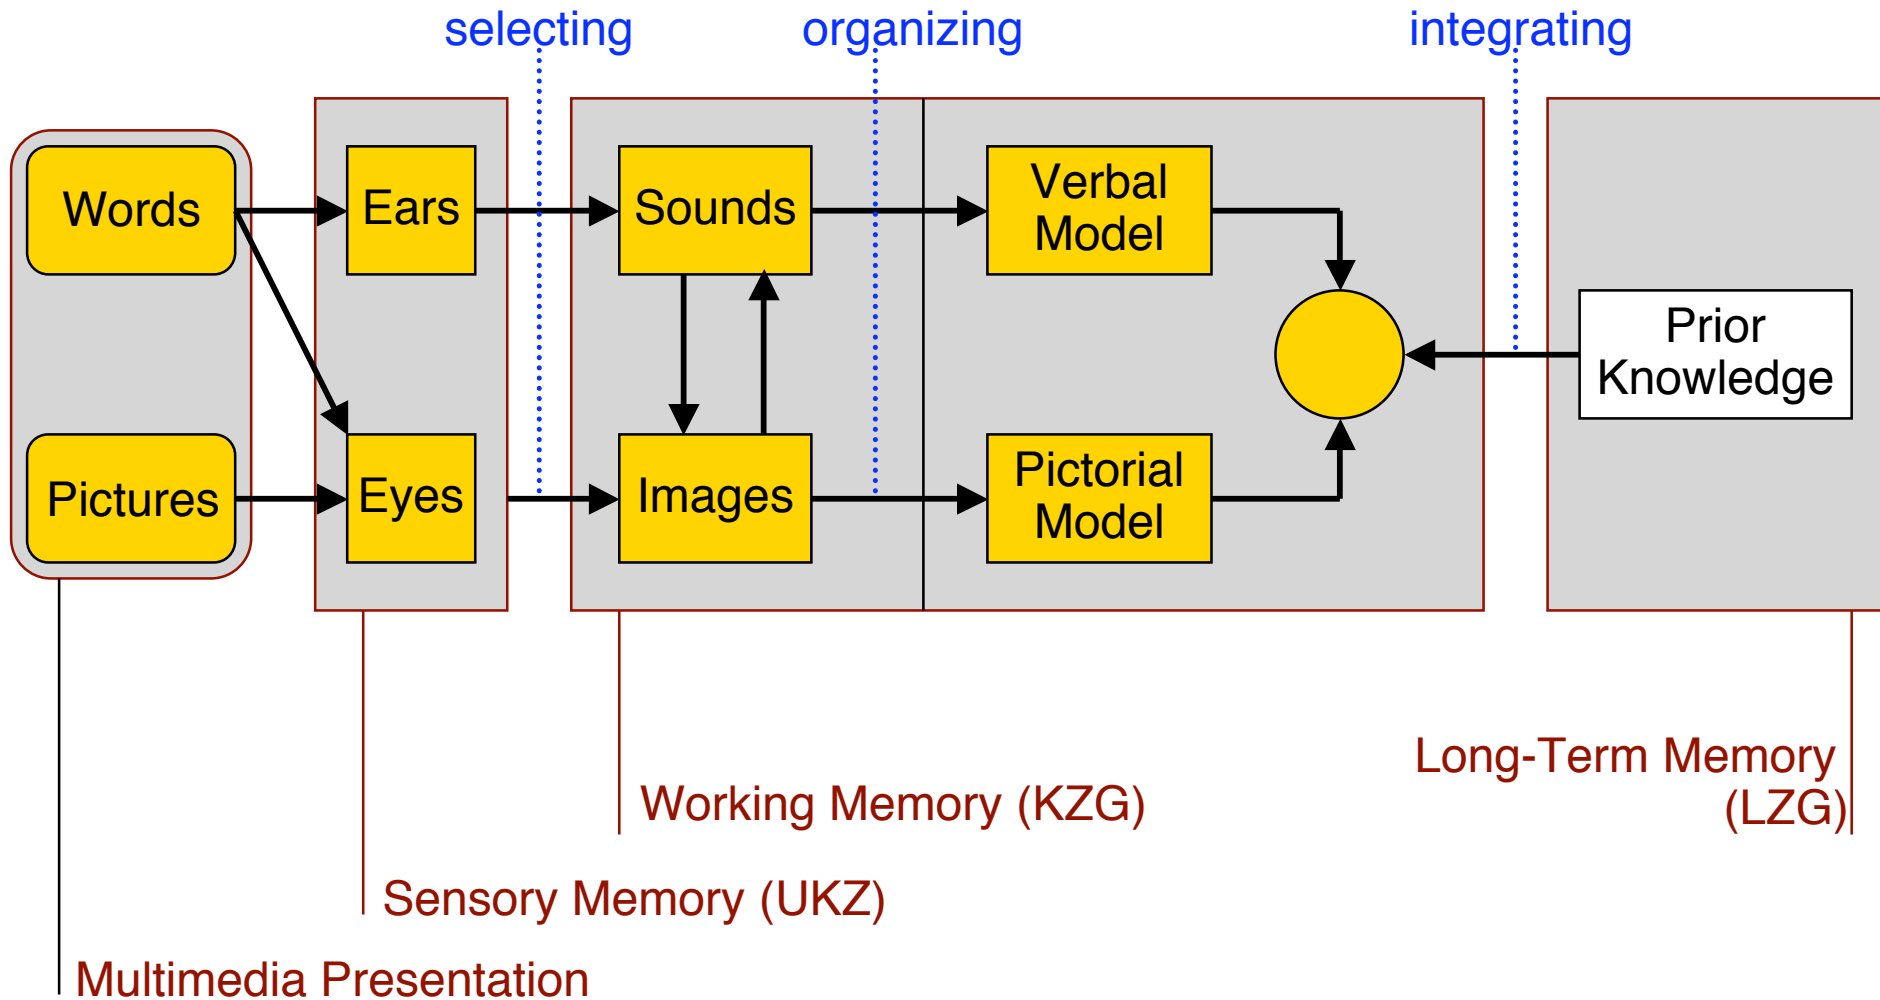 selecting
organizing
integrating
Words
Ears
Sounds
Verbal
Model
Prior
Knowledge
Pictures
Eyes
Images
Pictorial
Model
Long-Term Memory
(LZG)
Working Memory (KZG)
Sensory Memory (UKZ)
Multimedia Presentation